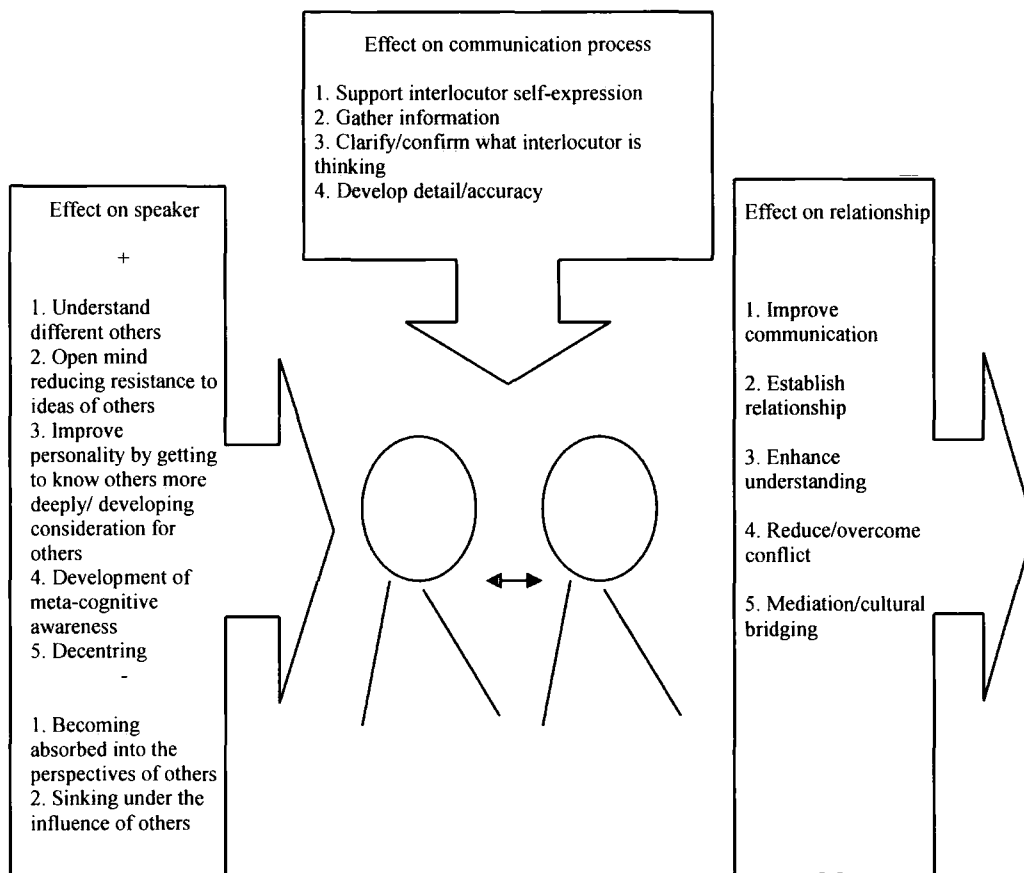 Effect on communication process
1. Support interlocutor self-expression
2. Gather information
3. Clarify/confirm what interlocutor is
thinking
4. Develop detail/accuracy
Effect on speaker
+
1. Understand
different others
2. Open mind
reducing resistance to
ideas of others
3. Improve
personality by getting
to know others more
deeply/ developing
consideration for
others
4. Development of
meta-cognitive
awareness
5. Decentring
-
1. Becoming
absorbed into the
perspectives of others
2. Sinking under the
influence of others
Effect on relationship
1. Improve
communication
2. Establish
relationship
3. Enhance
understanding
4. Reduce/overcome
conflict
5. Mediation/cultural
bridging